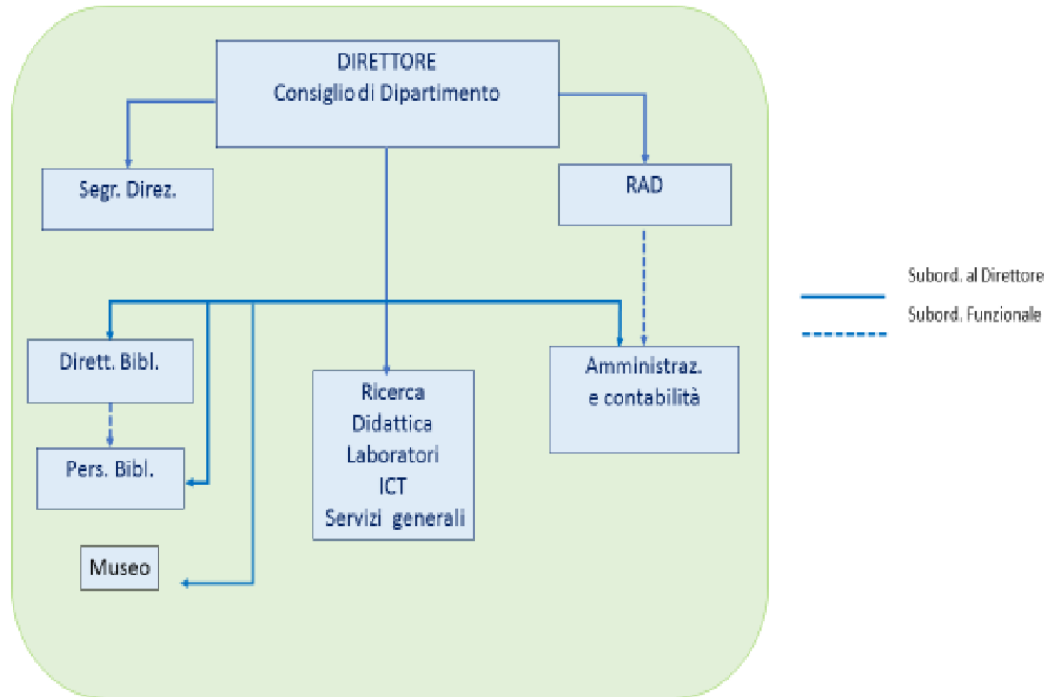 DIRETTORE
Consiglio di Dipartimento
Segr. Direz.
RAD
Subord. al Direttore
Subord. Funzionale
Dirett. Bibl.
Amministraz.
e contabilità
Ricerca
Didattica
Laboratori
ICT
Servizi generali
Pers. Bibl.
Museo